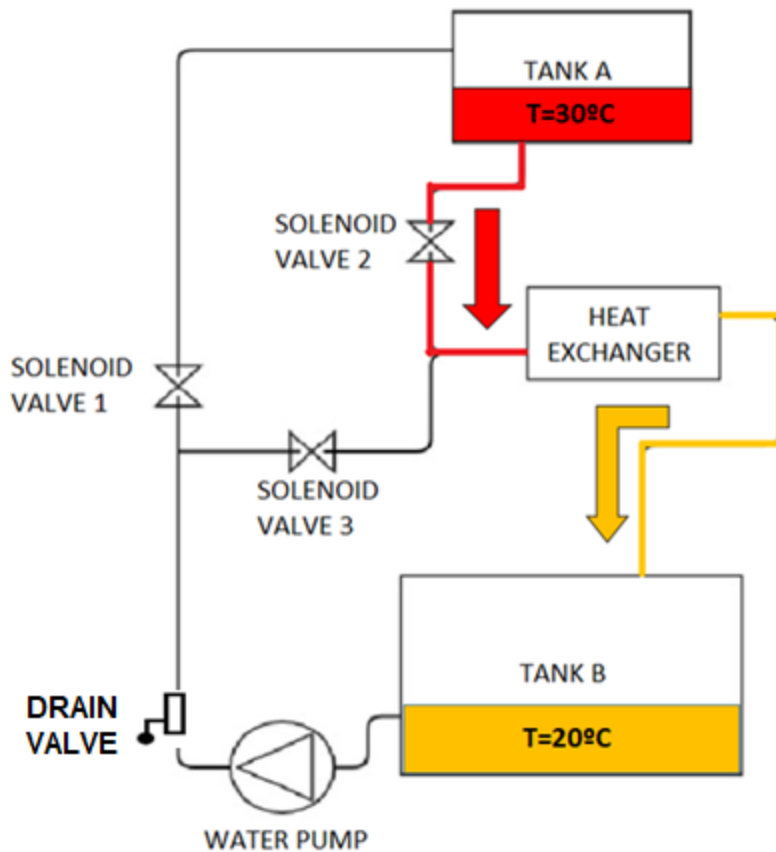 TANK A
T=30ºC
SOLENOID
VALVE 2
HEAT
EXCHANGER
SOLENOID
VALVE 1
SOLENOID
VALVE 3
TANK B
DRAIN
VALVE
T=20ºC
WATER PUMP